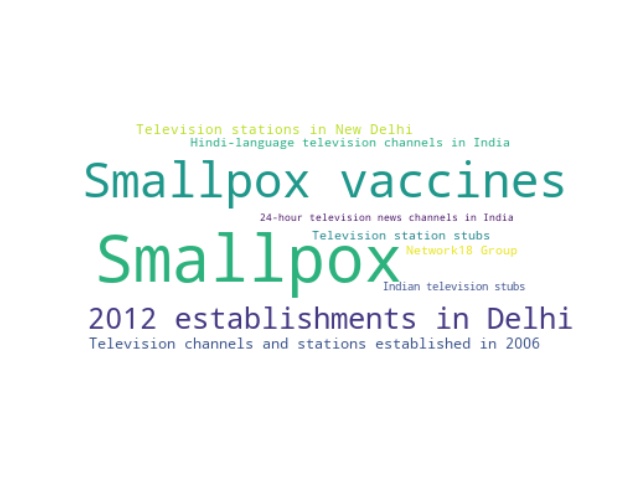 Television stations in New Delhi
Hindi-language television channels in India
Smallpox vaccines
24-hour television news channels in India
Television station stubs
Smallpox
Network18 Group
Indian television stubs
2012 establishments in Delhi
Television channels and stations established in 2006